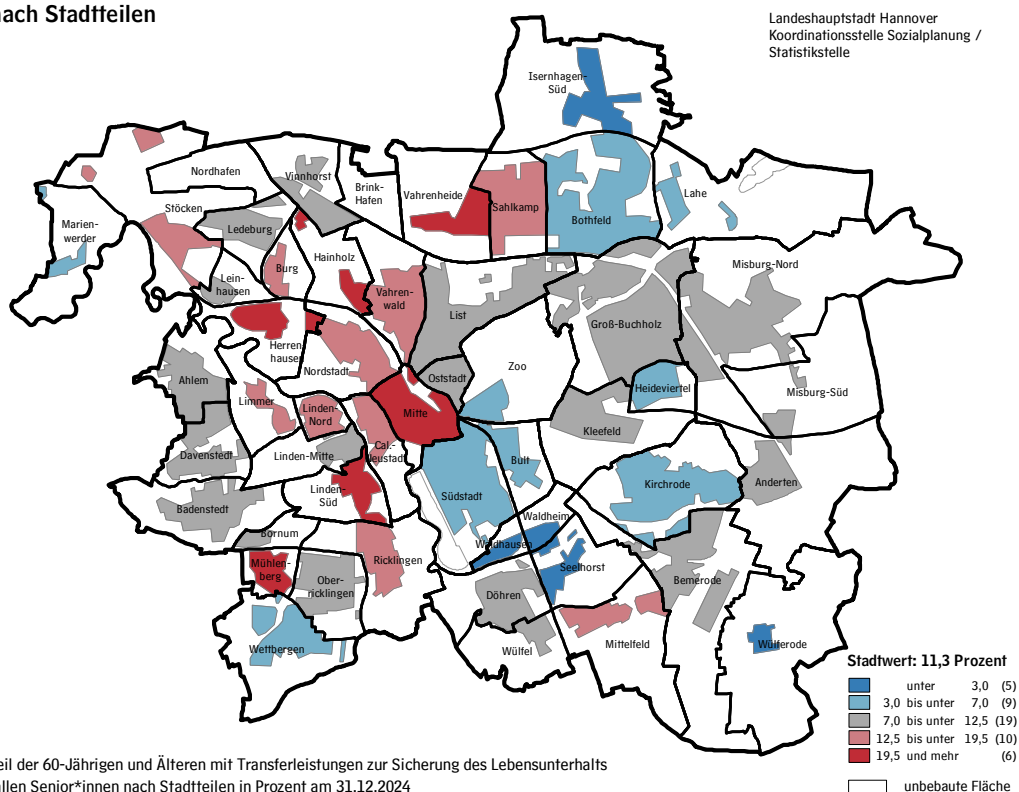 nach Stadtteilen
Landeshauptstadt Hannover
Koordinationsstelle Sozialplanung /
Statistikstelle
Isernhagen-
Süd
Nordhafen
Vinnhorst
Brink-
Hafen
Vahrenheide
Sahlkamp
Bothfeld
Lahe
Stöcken
Marien-
werder
Ledeburg
Burg
Hainholz
Lein-
hausen
Vahren-
wald
List
Misburg-Nord
Groß-Buchholz
Herren-
hausen
Nordstadt
Oststadt
Zoo
Heideviertel
Misburg-Süd
Ahlem
Limmer
Linden-
Nord
Mitte
Kleefeld
Davenstedt
Linden-Mitte
Cal.-
Neustadt
Bult
Kirchrode
Anderten
Badenstedt
Linden-
Süd
Südstadt
Waldheim
Bornum
Waldhausen
Seelhorst
Mühlen-
berg
Ober-
ricklingen
Ricklingen
Döhren
Bemerode
Wettbergen
Wülfel
Mittelfeld
Wülferode
Stadtwert: 11,3 Prozent
unter 3,0 (5)
3,0 bis unter 7,0 (9)
7,0 bis unter 12,5 (19)
12,5 bis unter 19,5 (10)
19,5 und mehr (6)
unbebaute Fläche
eil der 60-Jährigen und Älteren mit Transferleistungen zur Sicherung des Lebensunterhalts
allen Senior*innen nach Stadtteilen in Prozent am 31.12.2024